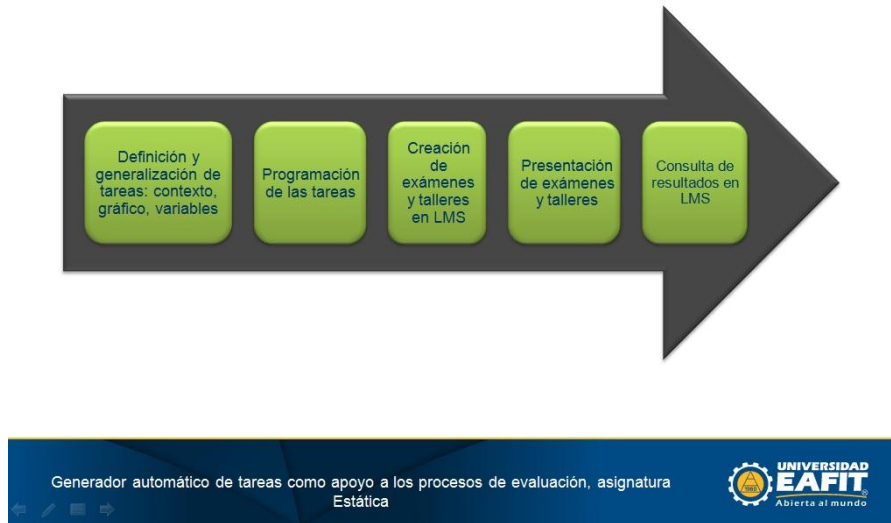 Definición y
generalización de
tareas: contexto,
gráfico, variables
Programación
de las tareas
Creación
de
exámenes
y talleres
en LMS
Presentación
de exámenes
y talleres
Consulta de
resultados en
LMS
Generador automático de tareas como apoyo a los procesos de evaluación, asignatura
Estática
UNIVERSIDAD
EAFIT
Abierta al mundo